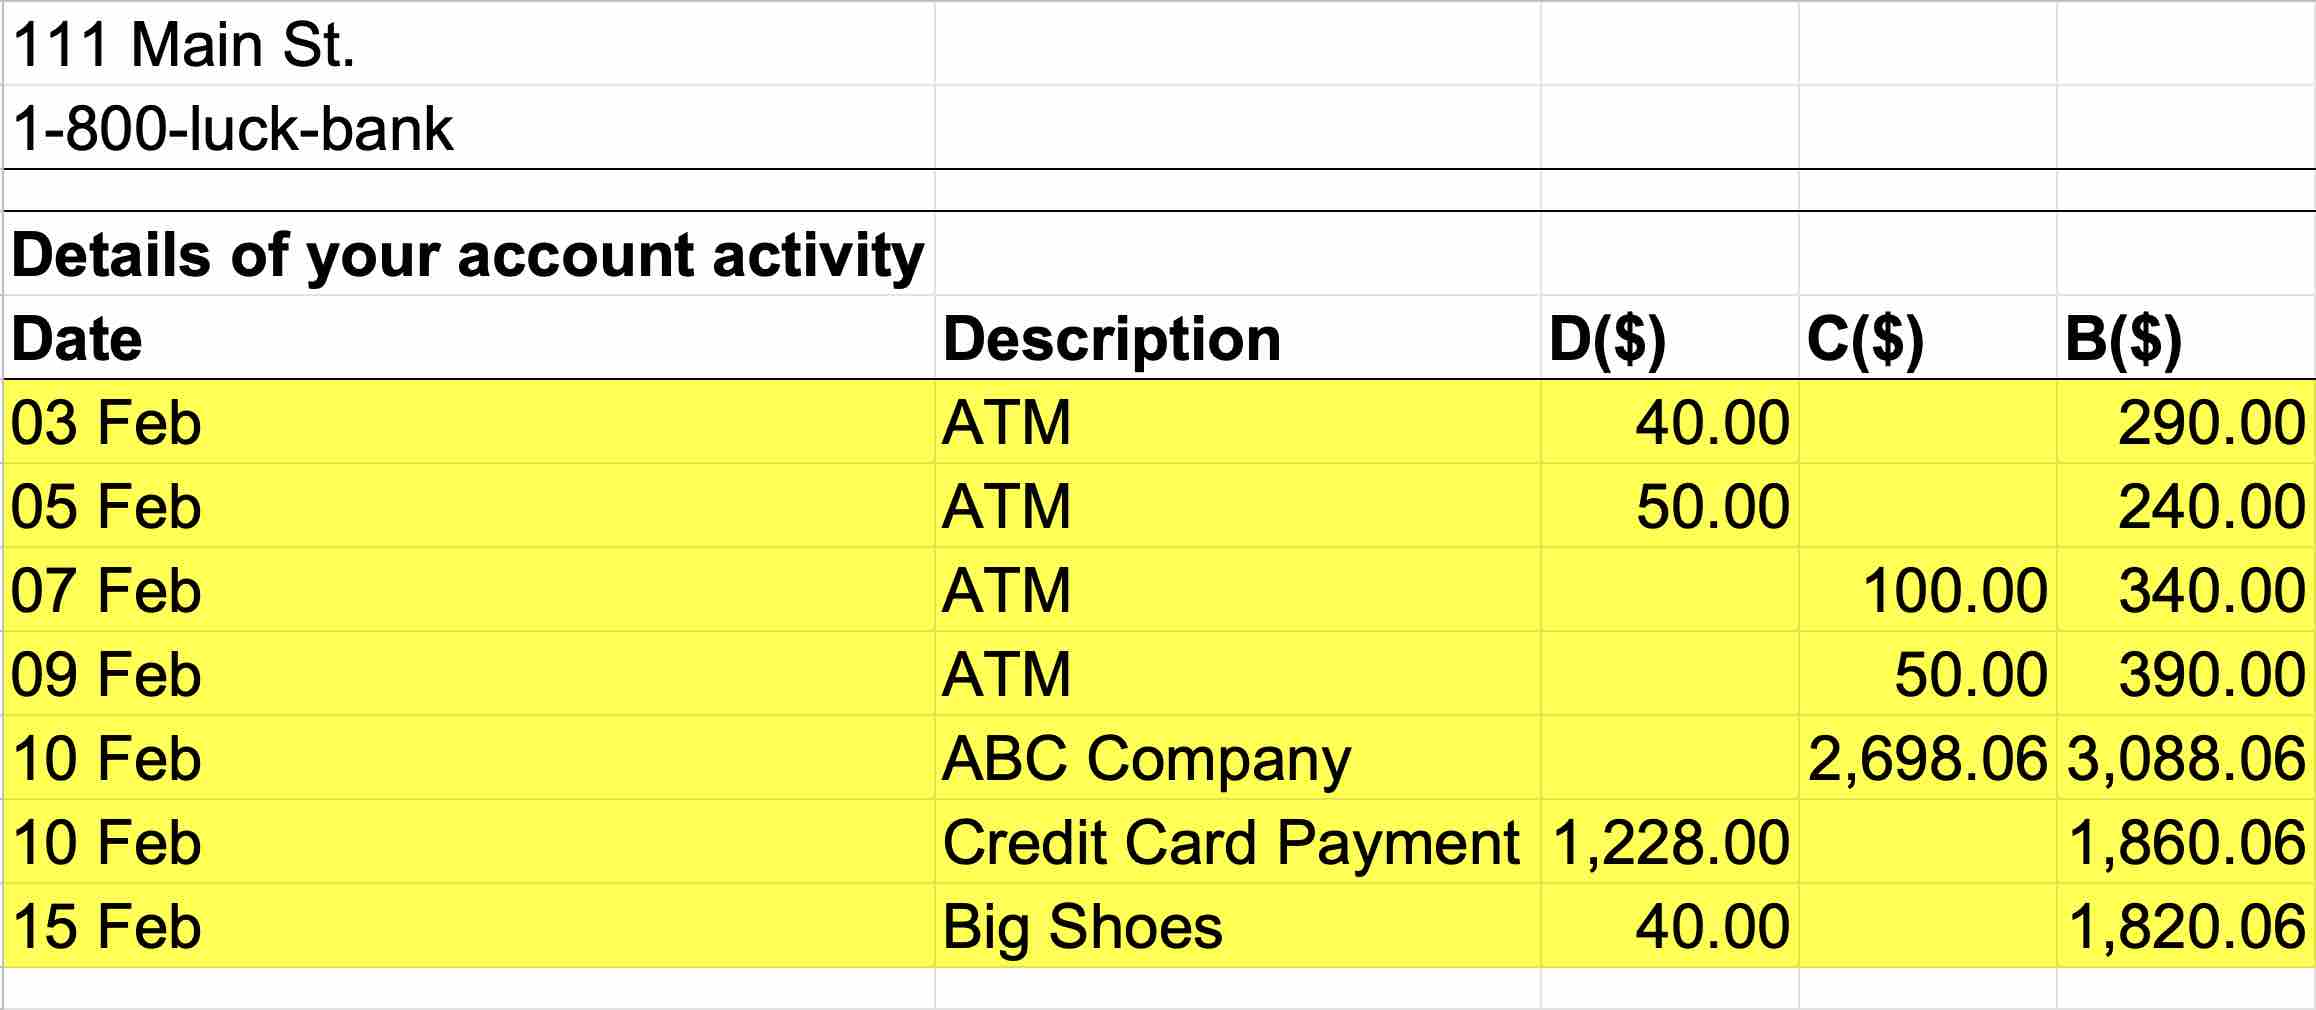 111 Main St.
1-800-luck-bank
Details of your account activity
Date Description D($) C($) B($)
03 Feb ATM 40.00 290.00
05 Feb ATM 50.00 240.00
07 Feb ATM 100.00 340.00
09 Feb ATM 50.00 390.00
10 Feb ABC Company 2,698.06 3,088.06
10 Feb Credit Card Payment 1,228.00 1,860.06
15 Feb Big Shoes 40.00 1,820.06